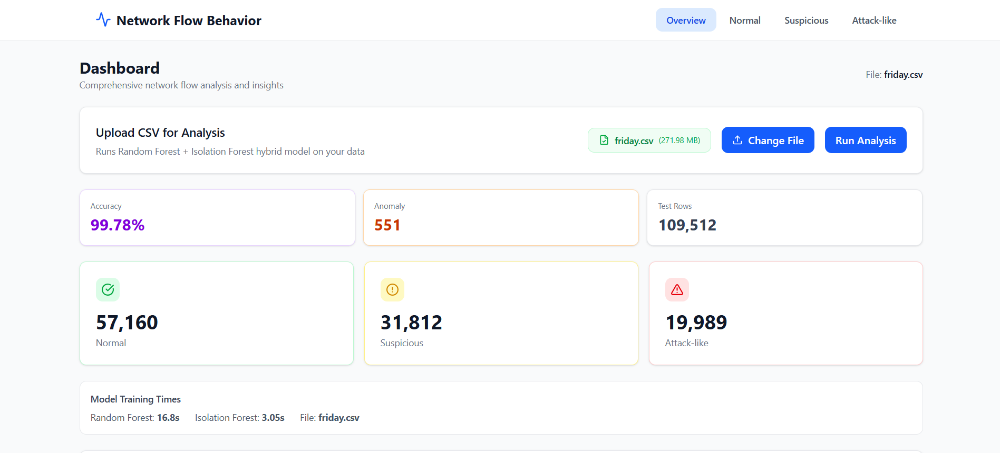 Network Flow Behavior
Overview
Normal
Suspicious
Attack-like
Dashboard
Comprehensive network flow analysis and insights
File: friday.csv
Upload CSV for Analysis
Runs Random Forest + Isolation Forest hybrid model on your data
friday.csv (271.98 MB)
Change File
Run Analysis
Accuracy
99.78%
Anomaly
551
Test Rows
109,512
57,160
Normal
31,812
Suspicious
19,989
Attack-like
Model Training Times
Random Forest: 16.8s Isolation Forest: 3.05s File: friday.csv